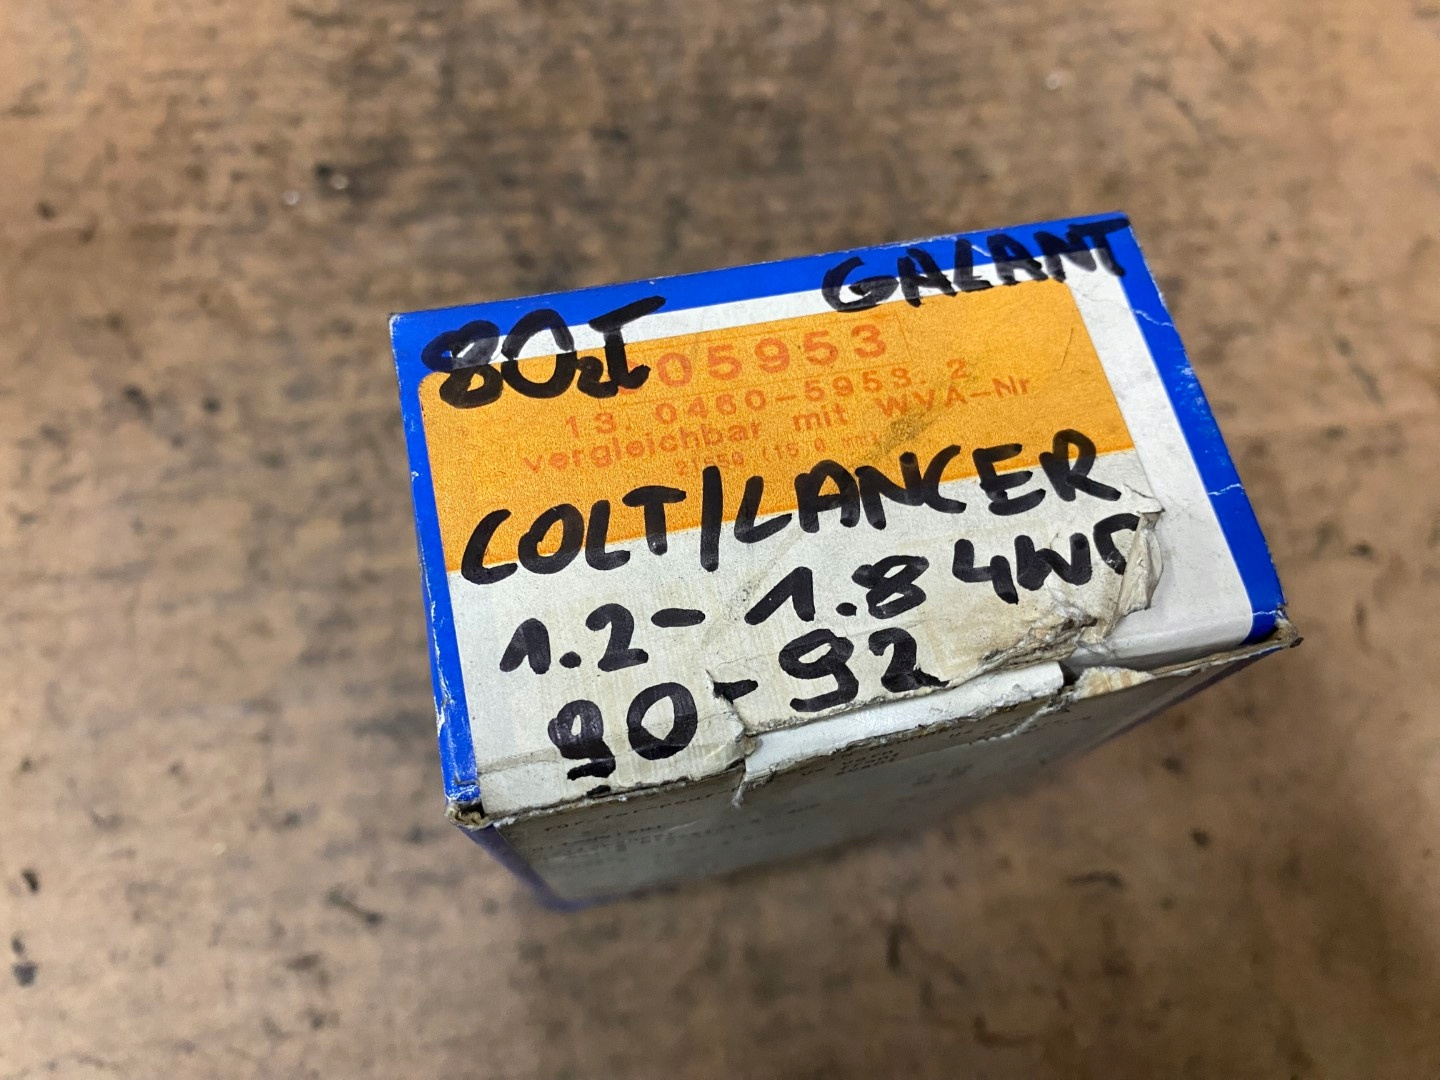 GALANT
80zł
05953
13.0460-5953.2
vergleichbar mit WVA-Nr
COLT/LANCER
1.2- 1.8 4WD
90-92